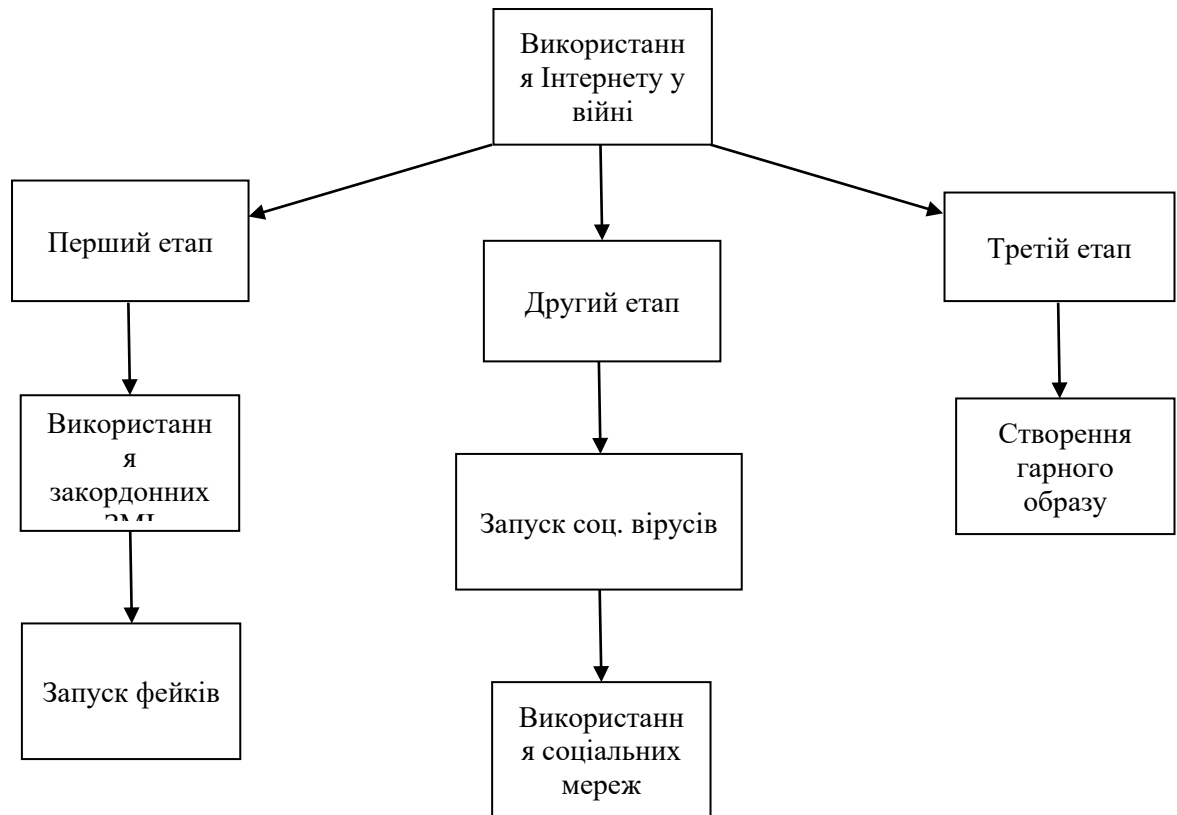 Використанн
я Інтернету у
війні
Перший етап
Другий етап
Третій етап
Використанн
я
закордонних
Створення
гарного
образу
Запуск соц. вірусів
Запуск фейків
Використанн
я соціальних
мереж